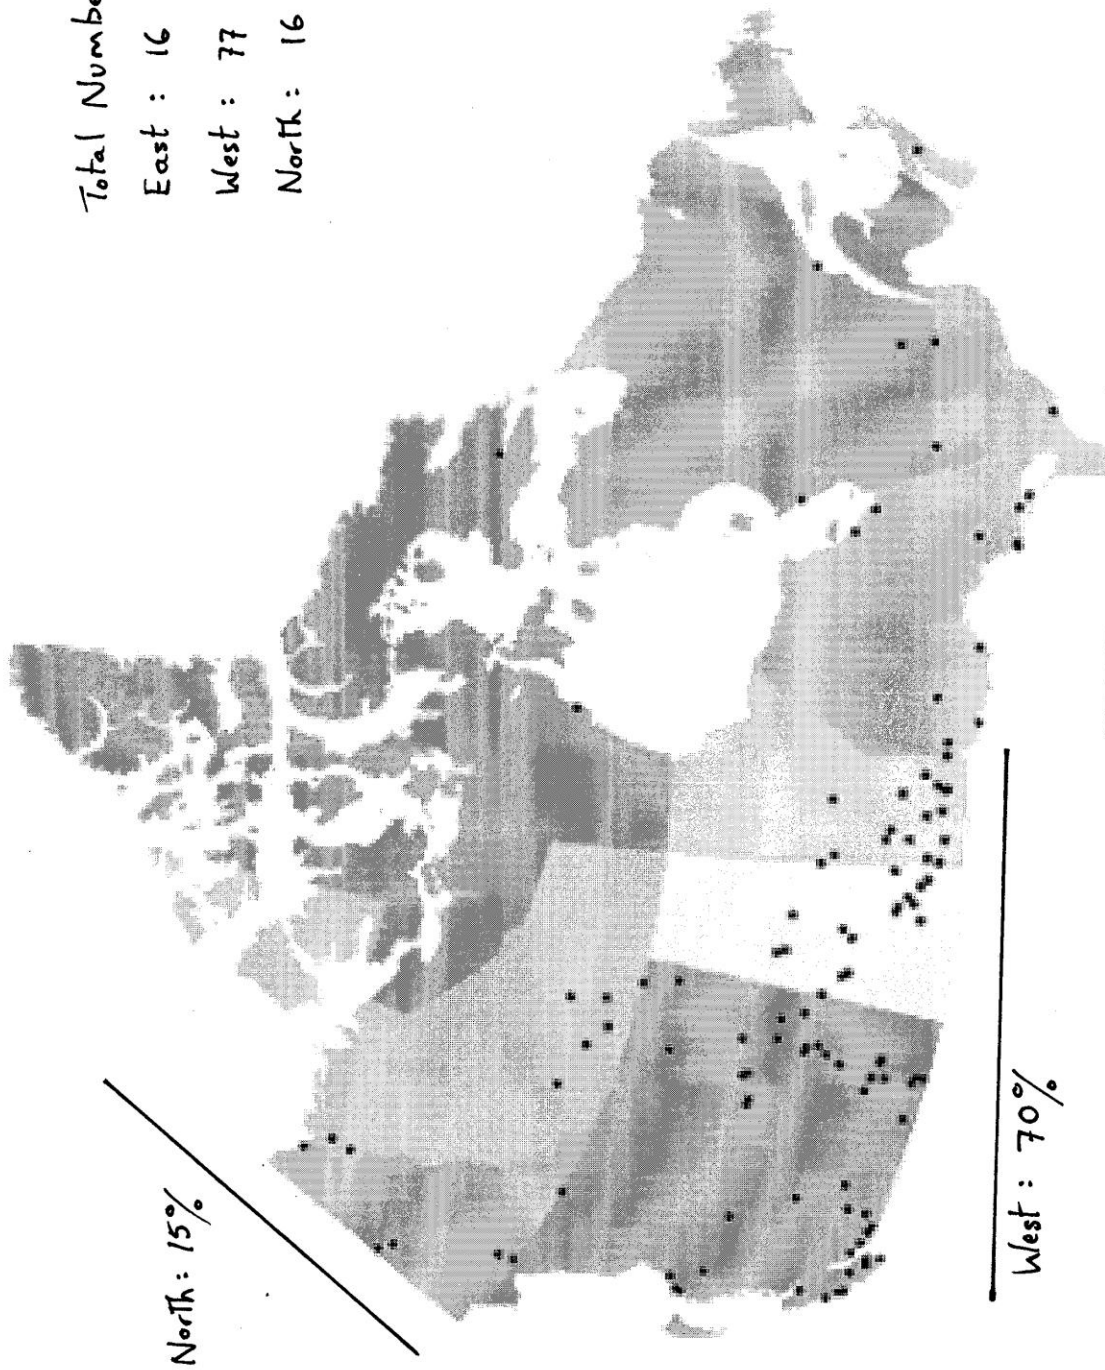 Total Numbe
East : 16
West : 77
North : 16
North : 15%
West : 70%